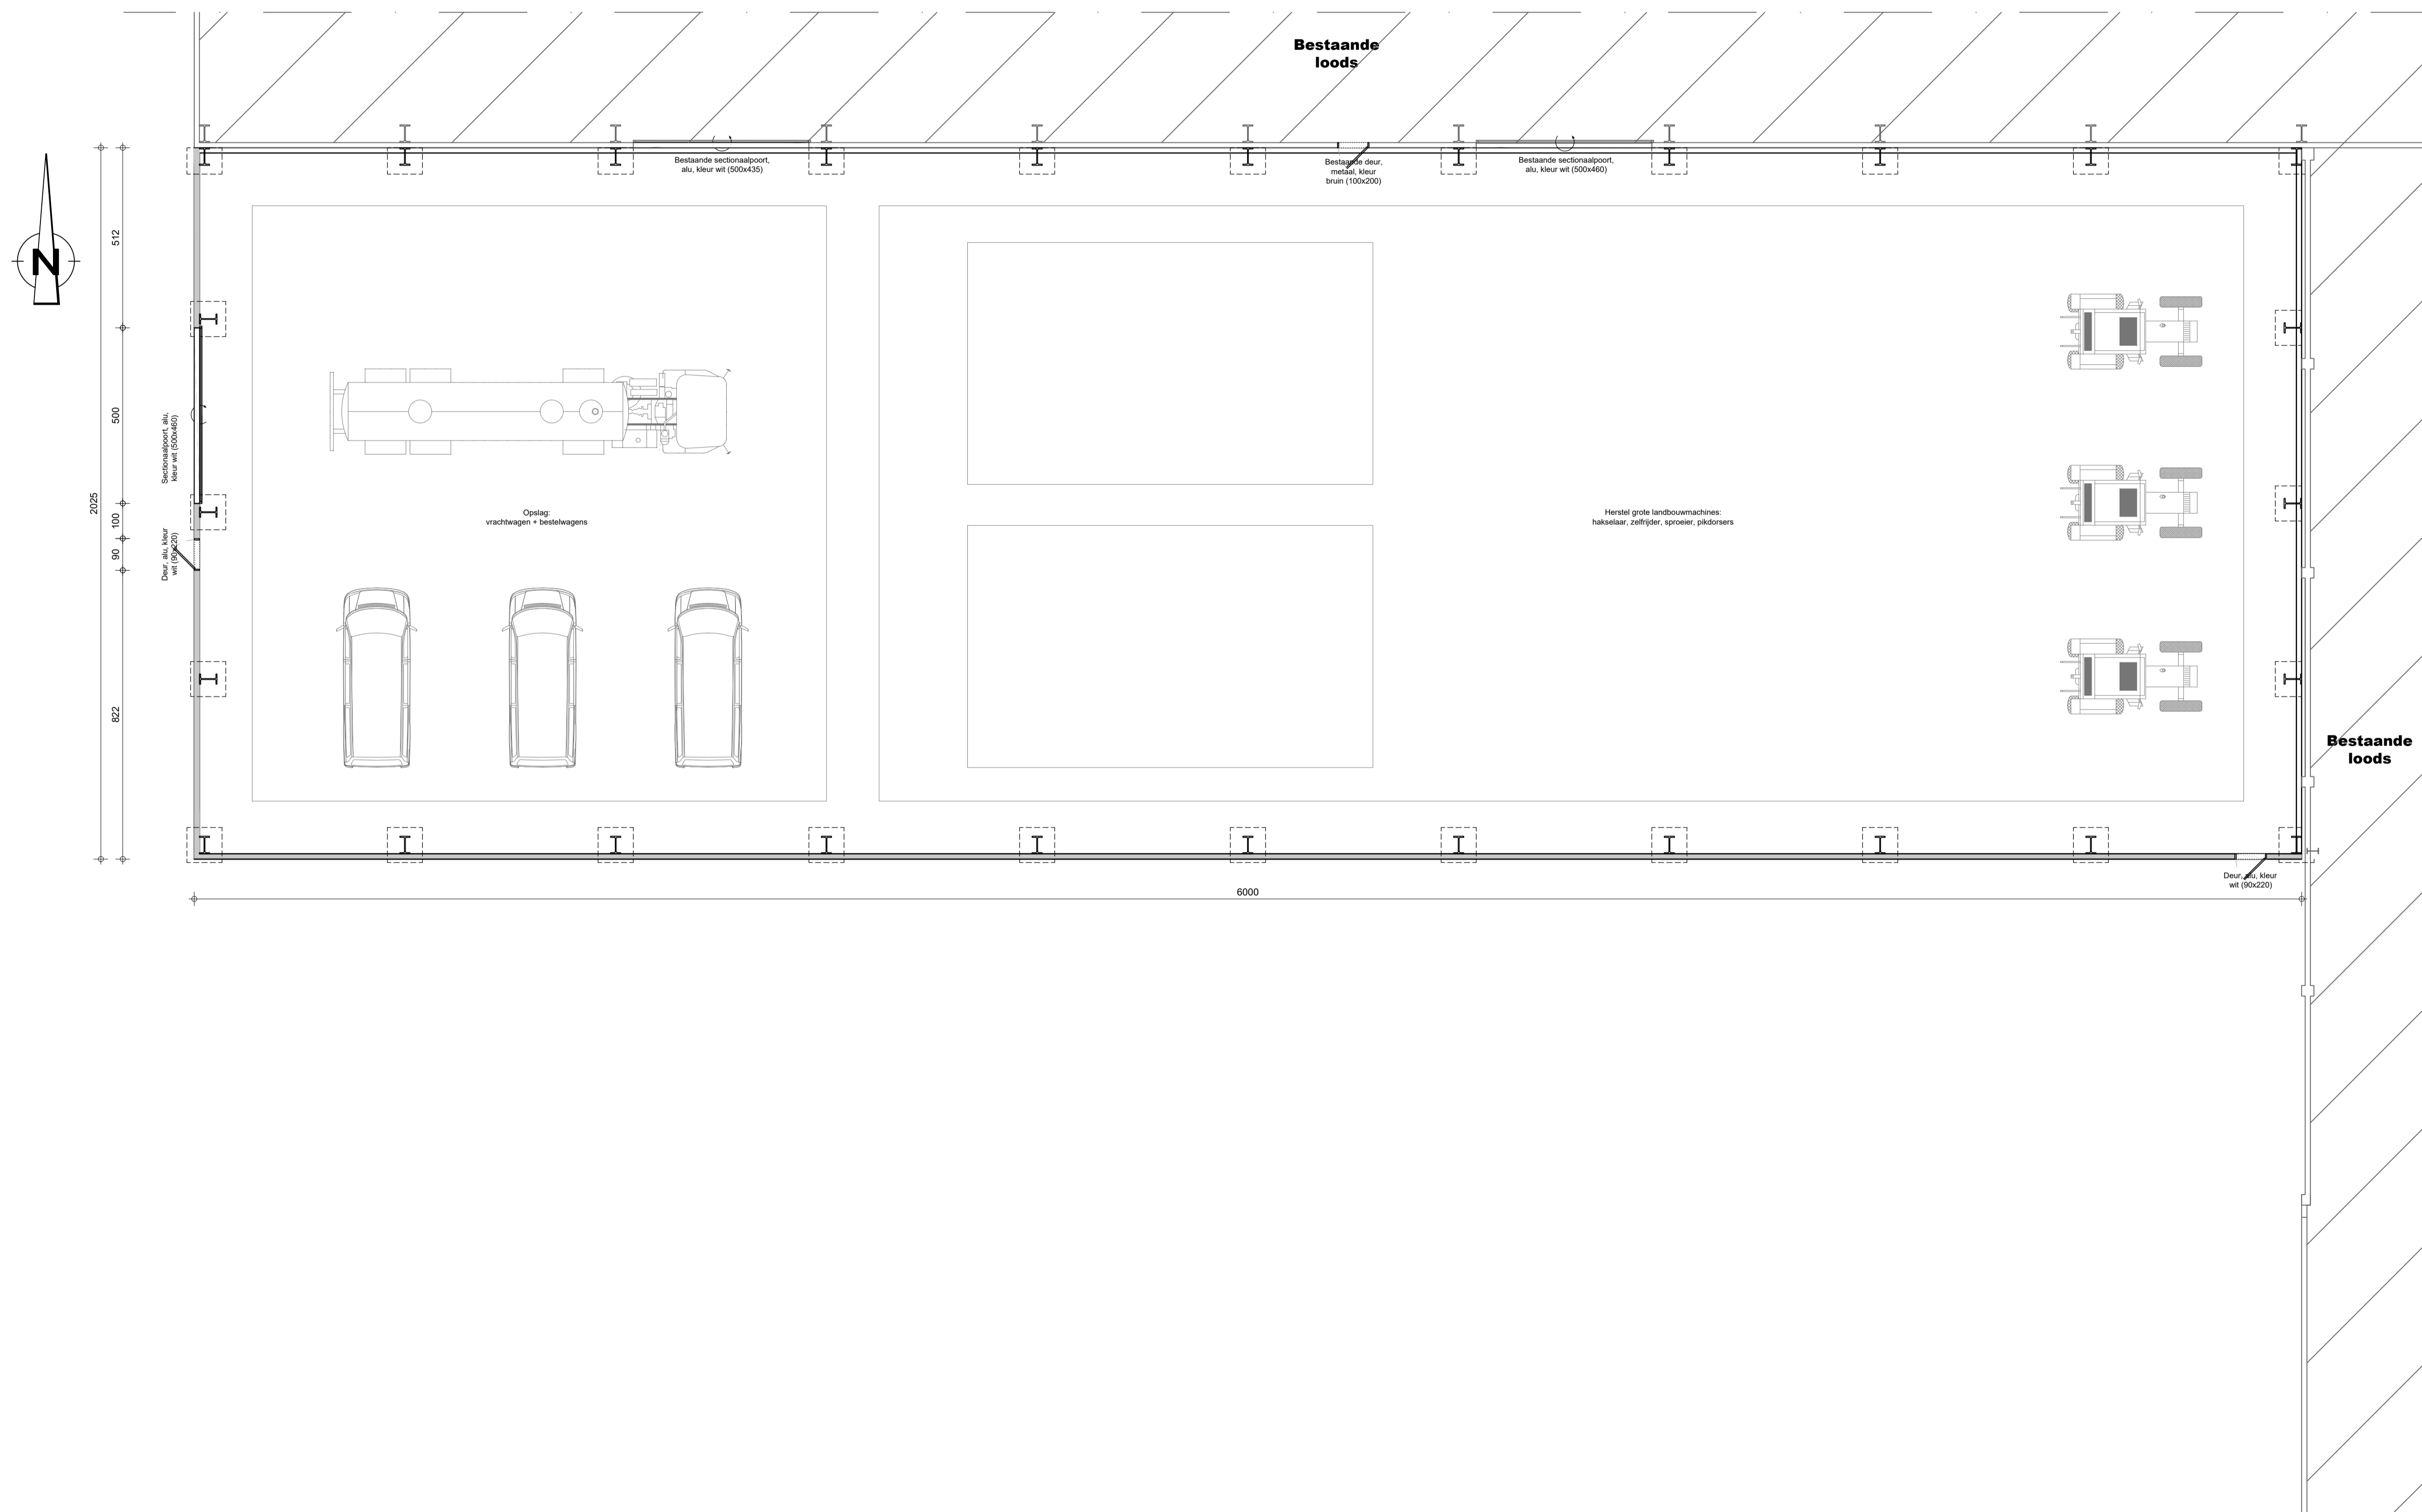 Bestaande
loods
Bestaande sectionaalpoort,
alu, kleur wit (500x435)
Bestaande deur,
metaal, kleur
bruin (100x200)
Bestaande sectionaalpoort,
alu, kleur wit (500x460)
N
512
500
100
90
822
2025
Sectionaalpoort, alu,
kleur wit (500x460)
Deur, alu, kleur
wit (90x220)
Opslag:
vrachtwagen + bestelwagens
Herstel grote landbouwmachines:
hakselaar, zelfrijder, sproeier, pikdorsers
Bestaande
loods
Deur, alu, kleur
wit (90x220)
6000